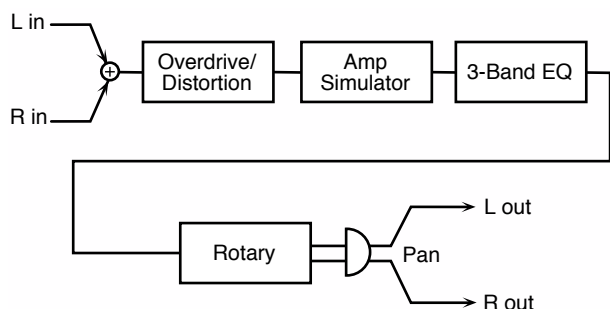 L in
R in
+
Overdrive/
Distortion
Amp
Simulator
3-Band EQ
Rotary
Pan
L out
R out